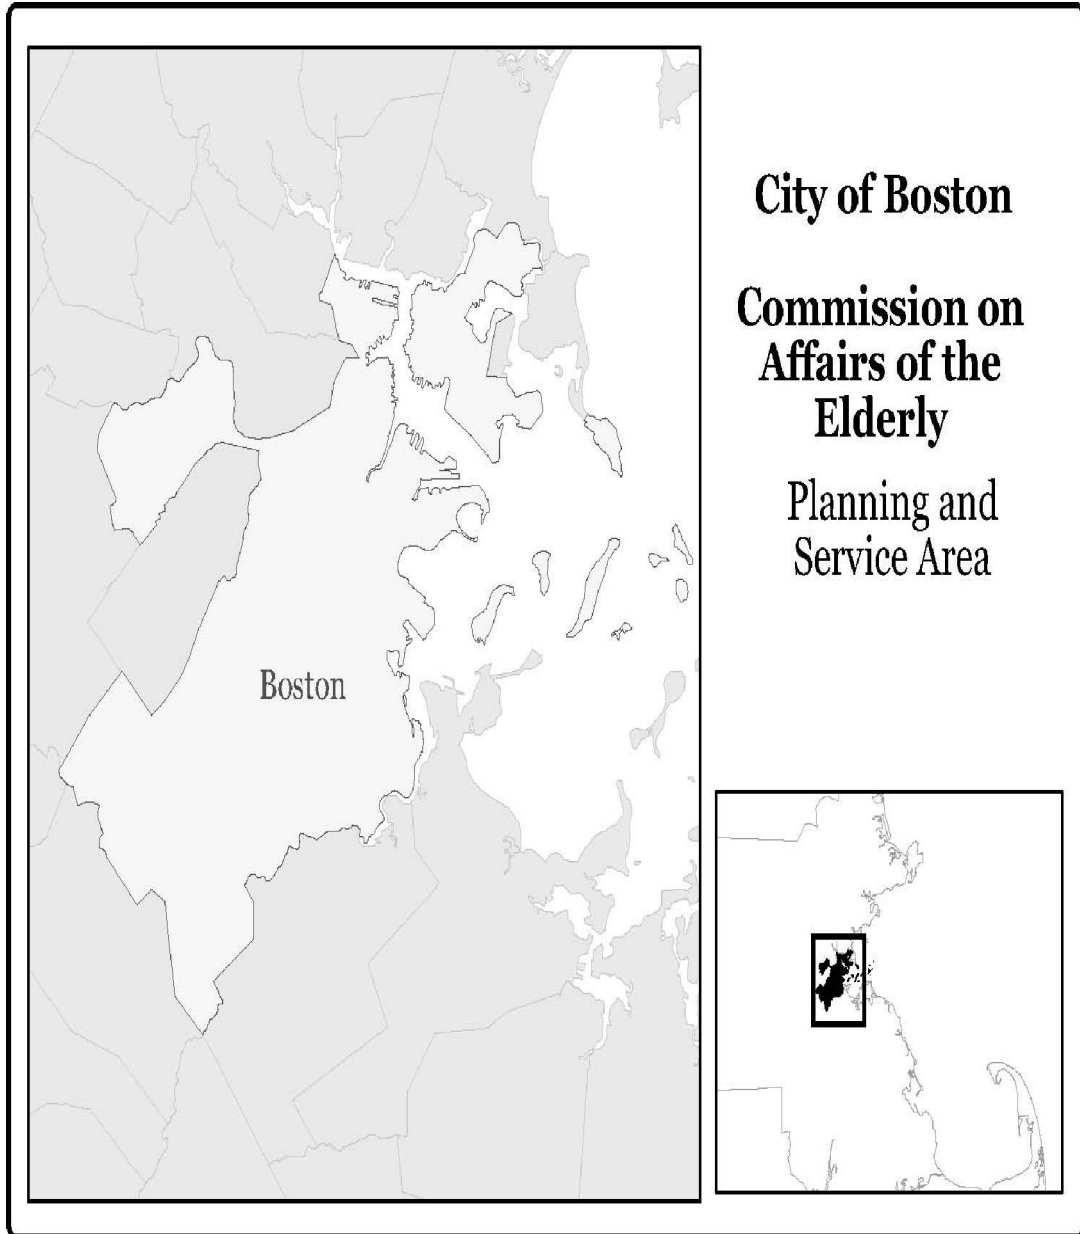 City of Boston
Commission on
Affairs of the
Elderly
Planning and
Service Area
Boston